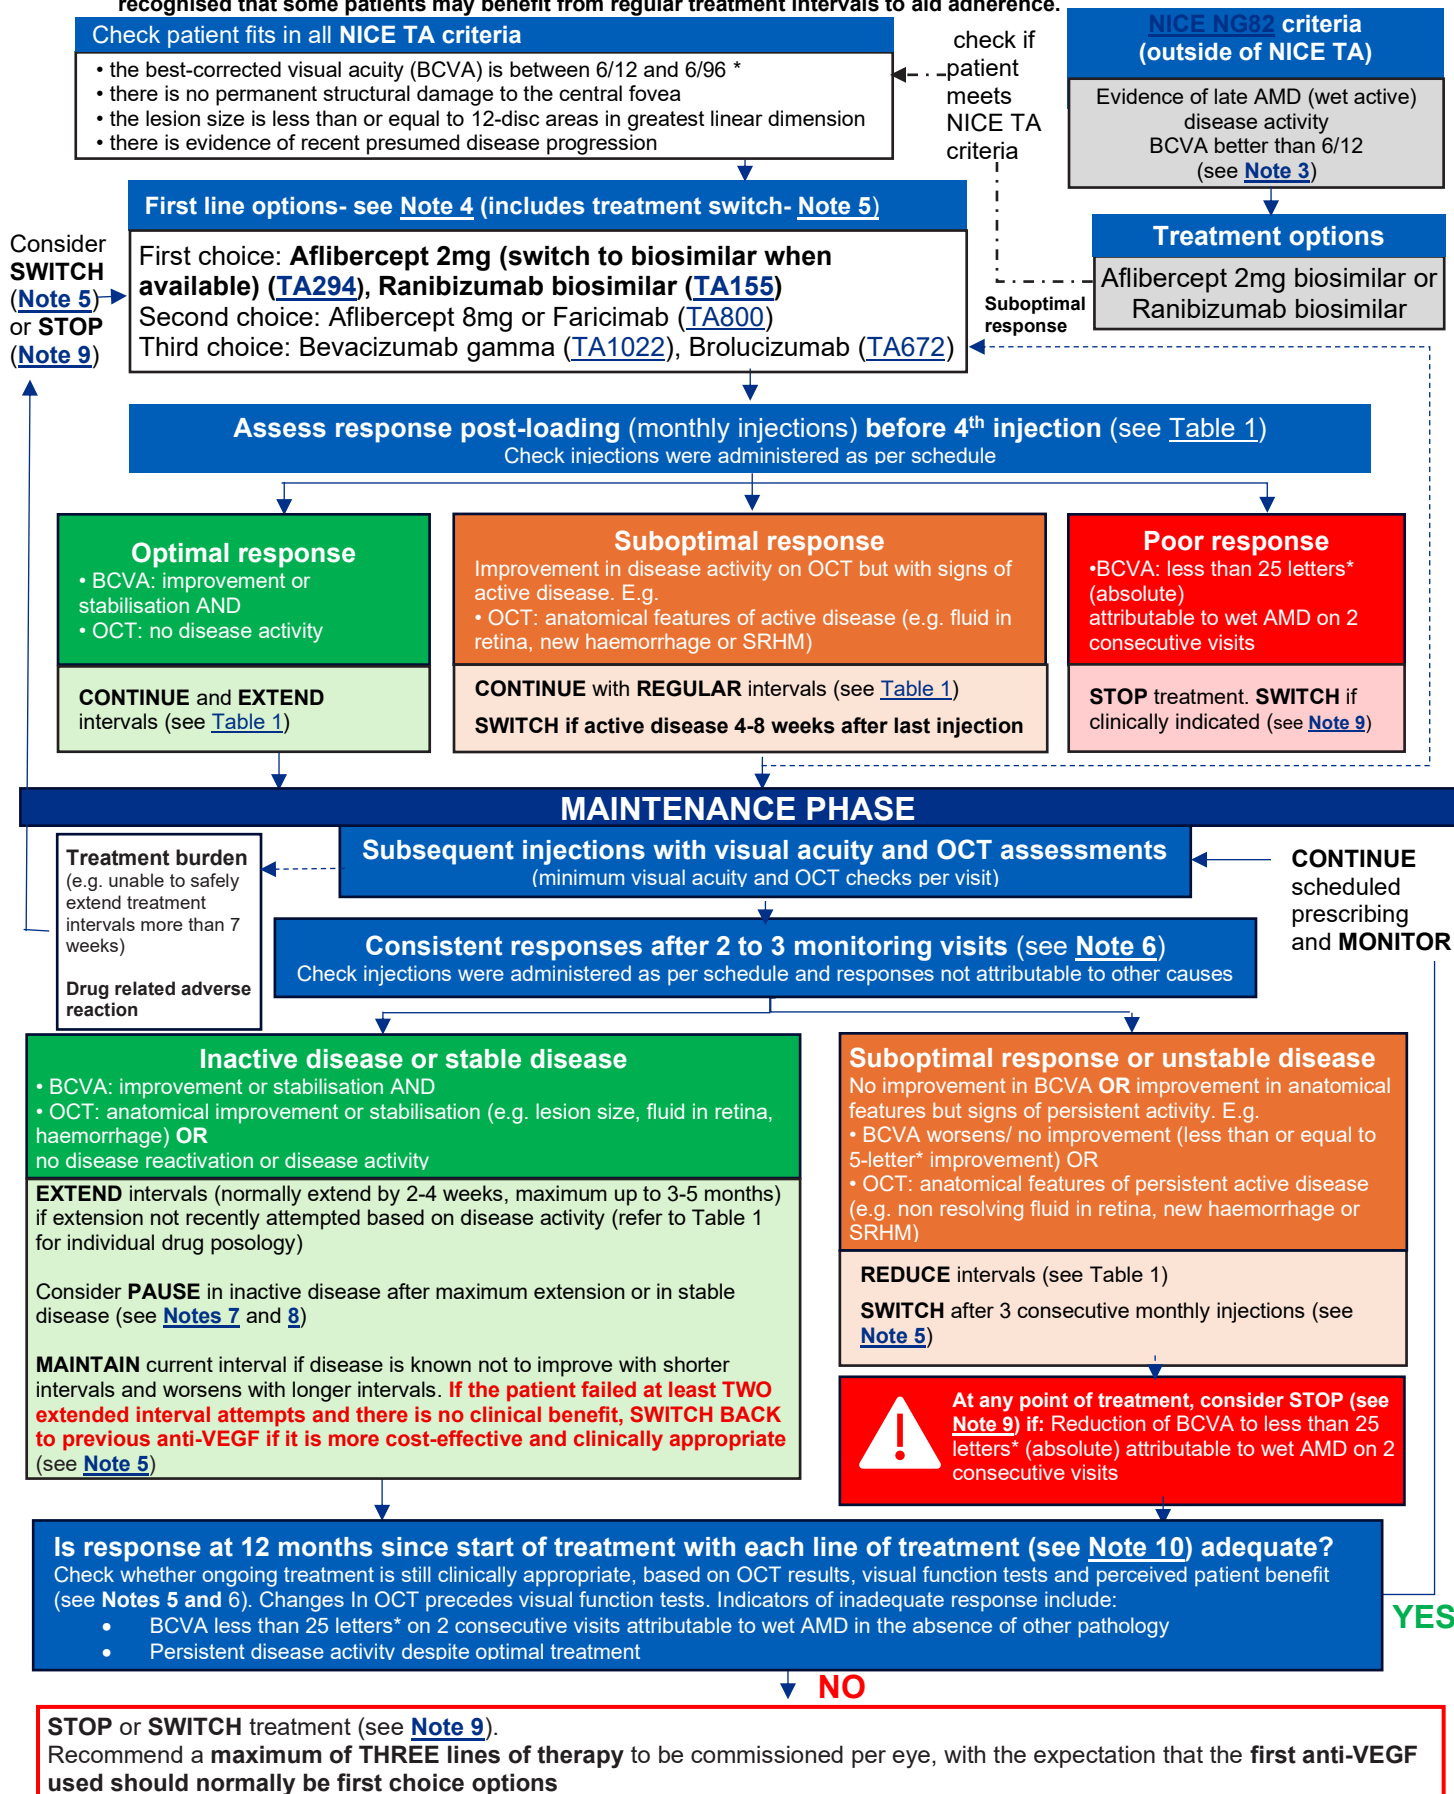 recognised that some patients may benefit from regular treatment intervals to aid adherence.
Check patient fits in all NICE TA criteria
• the best-corrected visual acuity (BCVA) is between 6/12 and 6/96 *
• there is no permanent structural damage to the central fovea
• the lesion size is less than or equal to 12-disc areas in greatest linear dimension
• there is evidence of recent presumed disease progression
check if
patient
meets
NICE TA
criteria
NICE NG82 criteria
(outside of NICE TA)
Evidence of late AMD (wet active)
disease activity
BCVA better than 6/12
(see Note 3)
Treatment options
Aflibercept 2mg biosimilar or
Ranibizumab biosimilar
Suboptimal
response
First line options- see Note 4 (includes treatment switch- Note 5)
First choice: Aflibercept 2mg (switch to biosimilar when
available) (TA294), Ranibizumab biosimilar (TA155)
Second choice: Aflibercept 8mg or Faricimab (TA800)
Third choice: Bevacizumab gamma (TA1022), Brolucizumab (TA672)
Consider
SWITCH
(Note 5)
or STOP
(Note 9)
Assess response post-loading (monthly injections) before 4th injection (see Table 1)
Check injections were administered as per schedule
Optimal response
• BCVA: improvement or
stabilisation AND
• OCT: no disease activity
CONTINUE and EXTEND
intervals (see Table 1)
Suboptimal response
Improvement in disease activity on OCT but with signs of
active disease. E.g.
• OCT: anatomical features of active disease (e.g. fluid in
retina, new haemorrhage or SRHM)
CONTINUE with REGULAR intervals (see Table 1)
SWITCH if active disease 4-8 weeks after last injection
Poor response
•BCVA: less than 25 letters*
(absolute)
attributable to wet AMD on 2
consecutive visits
STOP treatment. SWITCH if
clinically indicated (see Note 9)
MAINTENANCE PHASE
Treatment burden
(e.g. unable to safely
extend treatment
intervals more than 7
weeks)
Drug related adverse
reaction
Subsequent injections with visual acuity and OCT assessments
(minimum visual acuity and OCT checks per visit)
CONTINUE
scheduled
prescribing
and MONITOR
Consistent responses after 2 to 3 monitoring visits (see Note 6)
Check injections were administered as per schedule and responses not attributable to other causes
Inactive disease or stable disease
• BCVA: improvement or stabilisation AND
• OCT: anatomical improvement or stabilisation (e.g. lesion size, fluid in retina,
haemorrhage) OR
no disease reactivation or disease activity
EXTEND intervals (normally extend by 2-4 weeks, maximum up to 3-5 months)
if extension not recently attempted based on disease activity (refer to Table 1
for individual drug posology)
Consider PAUSE in inactive disease after maximum extension or in stable
disease (see Notes 7 and 8)
MAINTAIN current interval if disease is known not to improve with shorter
intervals and worsens with longer intervals. If the patient failed at least TWO
extended interval attempts and there is no clinical benefit, SWITCH BACK
to previous anti-VEGF if it is more cost-effective and clinically appropriate
(see Note 5)
Suboptimal response or unstable disease
No improvement in BCVA OR improvement in anatomical
features but signs of persistent activity. E.g.
• BCVA worsens/ no improvement (less than or equal to
5-letter* improvement) OR
• OCT: anatomical features of persistent active disease
(e.g. non resolving fluid in retina, new haemorrhage or
SRHM)
REDUCE intervals (see Table 1)
SWITCH after 3 consecutive monthly injections (see
Note 5)
At any point of treatment, consider STOP (see
Note 9) if: Reduction of BCVA to less than 25
letters* (absolute) attributable to wet AMD on 2
consecutive visits
Is response at 12 months since start of treatment with each line of treatment (see Note 10) adequate?
Check whether ongoing treatment is still clinically appropriate, based on OCT results, visual function tests and perceived patient benefit
(see Notes 5 and 6). Changes In OCT precedes visual function tests. Indicators of inadequate response include:
• BCVA less than 25 letters* on 2 consecutive visits attributable to wet AMD in the absence of other pathology
• Persistent disease activity despite optimal treatment
YES
NO
STOP or SWITCH treatment (see Note 9).
Recommend a maximum of THREE lines of therapy to be commissioned per eye, with the expectation that the first anti-VEGF
used should normally be first choice options